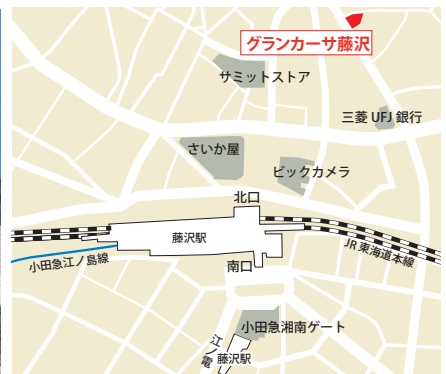 グランカーサ藤沢
サミットストア
三菱 UFJ 銀行
さいか屋
ビックカメラ
北口
藤沢駅
JR 東海道本線
小田急江ノ島線
南口
小田急湘南ゲート
江ノ電
藤沢駅